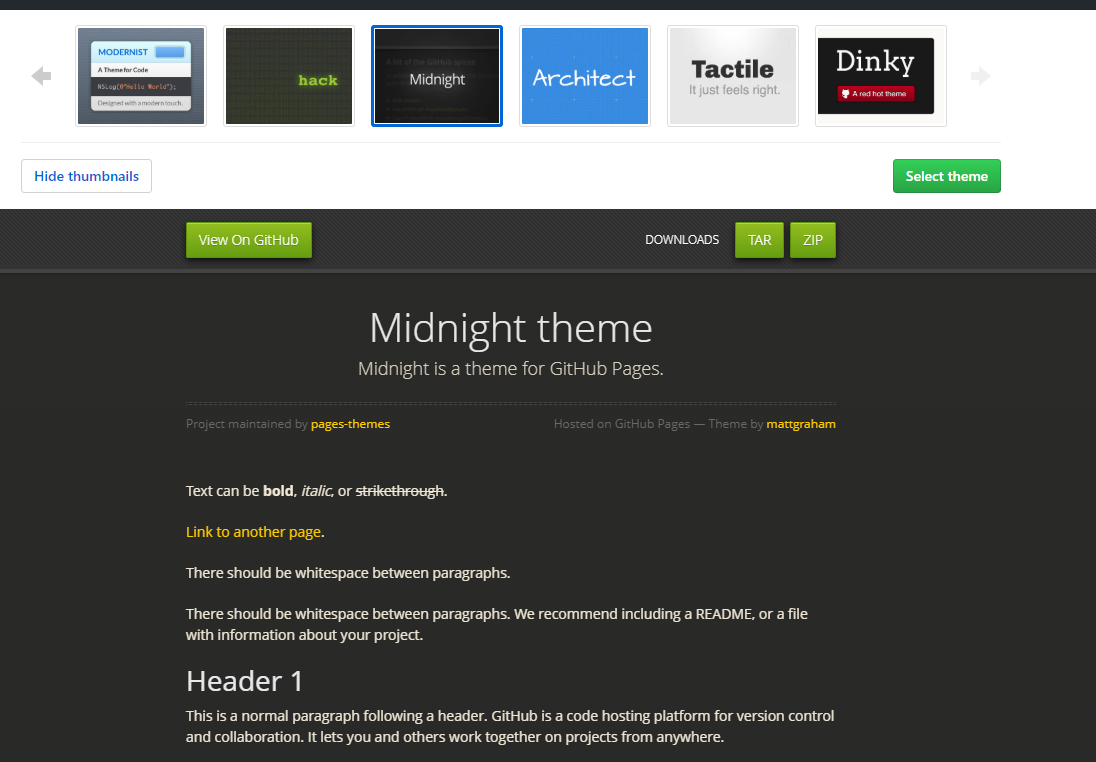 MODERNIST
A Theme for Code
NSLog(@"Hello World");
Designed with a modern touch.
hack
Midnight
Architect
Tactile
It just feels right.
Dinky
A red hot theme
Hide thumbnails
Select theme
View On GitHub
DOWNLOADS
TAR
ZIP
Midnight theme
Midnight is a theme for GitHub Pages.
Project maintained by pages-themes
Hosted on GitHub Pages — Theme by mattgraham
Text can be bold, italic, or strikethrough.
Link to another page.
There should be whitespace between paragraphs.
There should be whitespace between paragraphs. We recommend including a README, or a file
with information about your project.
Header 1
This is a normal paragraph following a header. GitHub is a code hosting platform for version control
and collaboration. It lets you and others work together on projects from anywhere.